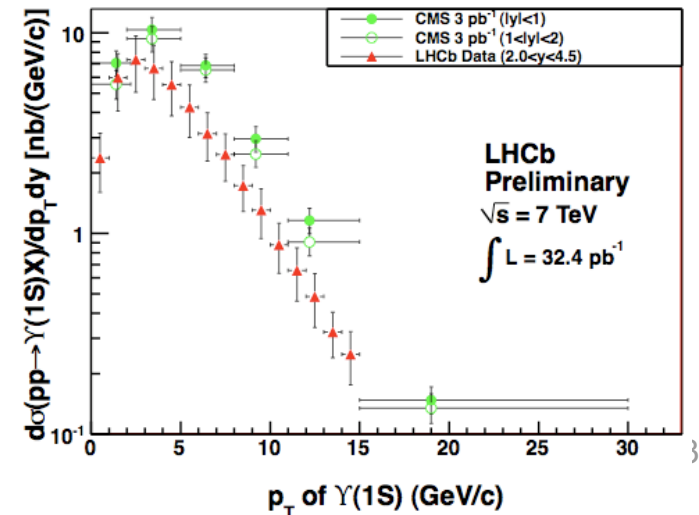 CMS 3 pb⁻¹ (|y|<1)
CMS 3 pb⁻¹ (1<|y|<2)
LHCb Data (2.0<y<4.5)
dσ(pp→ϒ(1S)X)/dp_T dy [nb/(GeV/c)]
10
1
10⁻¹
LHCb
Preliminary
√s = 7 TeV
∫ L = 32.4 pb⁻¹
0 5 10 15 20 25 30
p_T of ϒ(1S) (GeV/c)